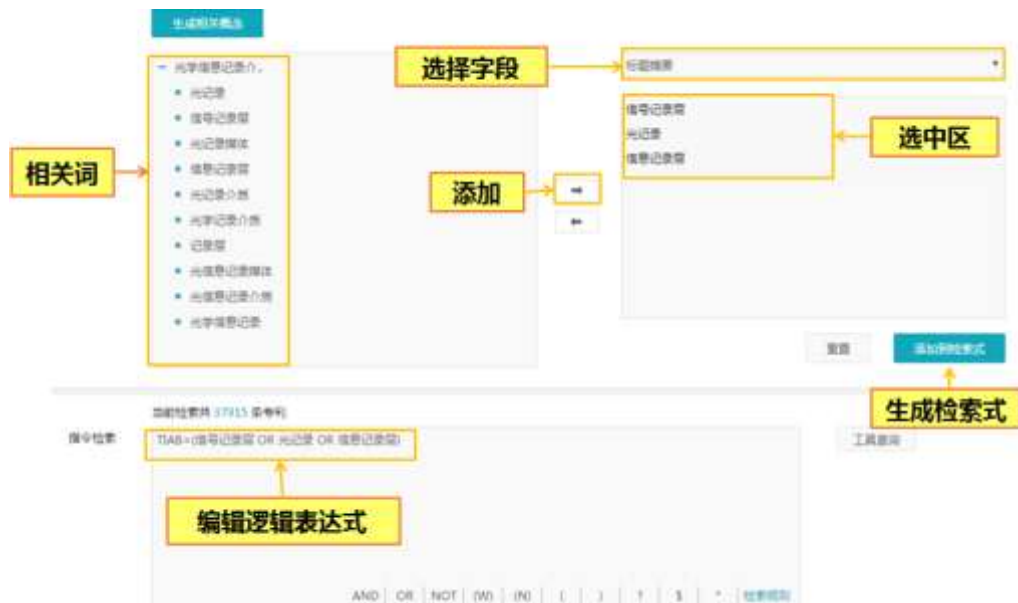 生成相关概念
选择字段
标题摘要
光学信息记录介.
光记录
信号记录层
光记录媒体
信息记录层
光记录介质
光学记录介质
记录层
光信息记录媒体
光信息记录介质
光学信息记录
相关词
添加
信号记录层
光记录
信息记录层
选中区
重置
添加到检索式
生成检索式
当前检索共 37915 条专利
指令检索
TIAB=(信号记录层 OR 光记录 OR 信息记录层)
工具查询
编辑逻辑表达式
AND OR NOT (W) (N) ( ) ? $ * 检索规则